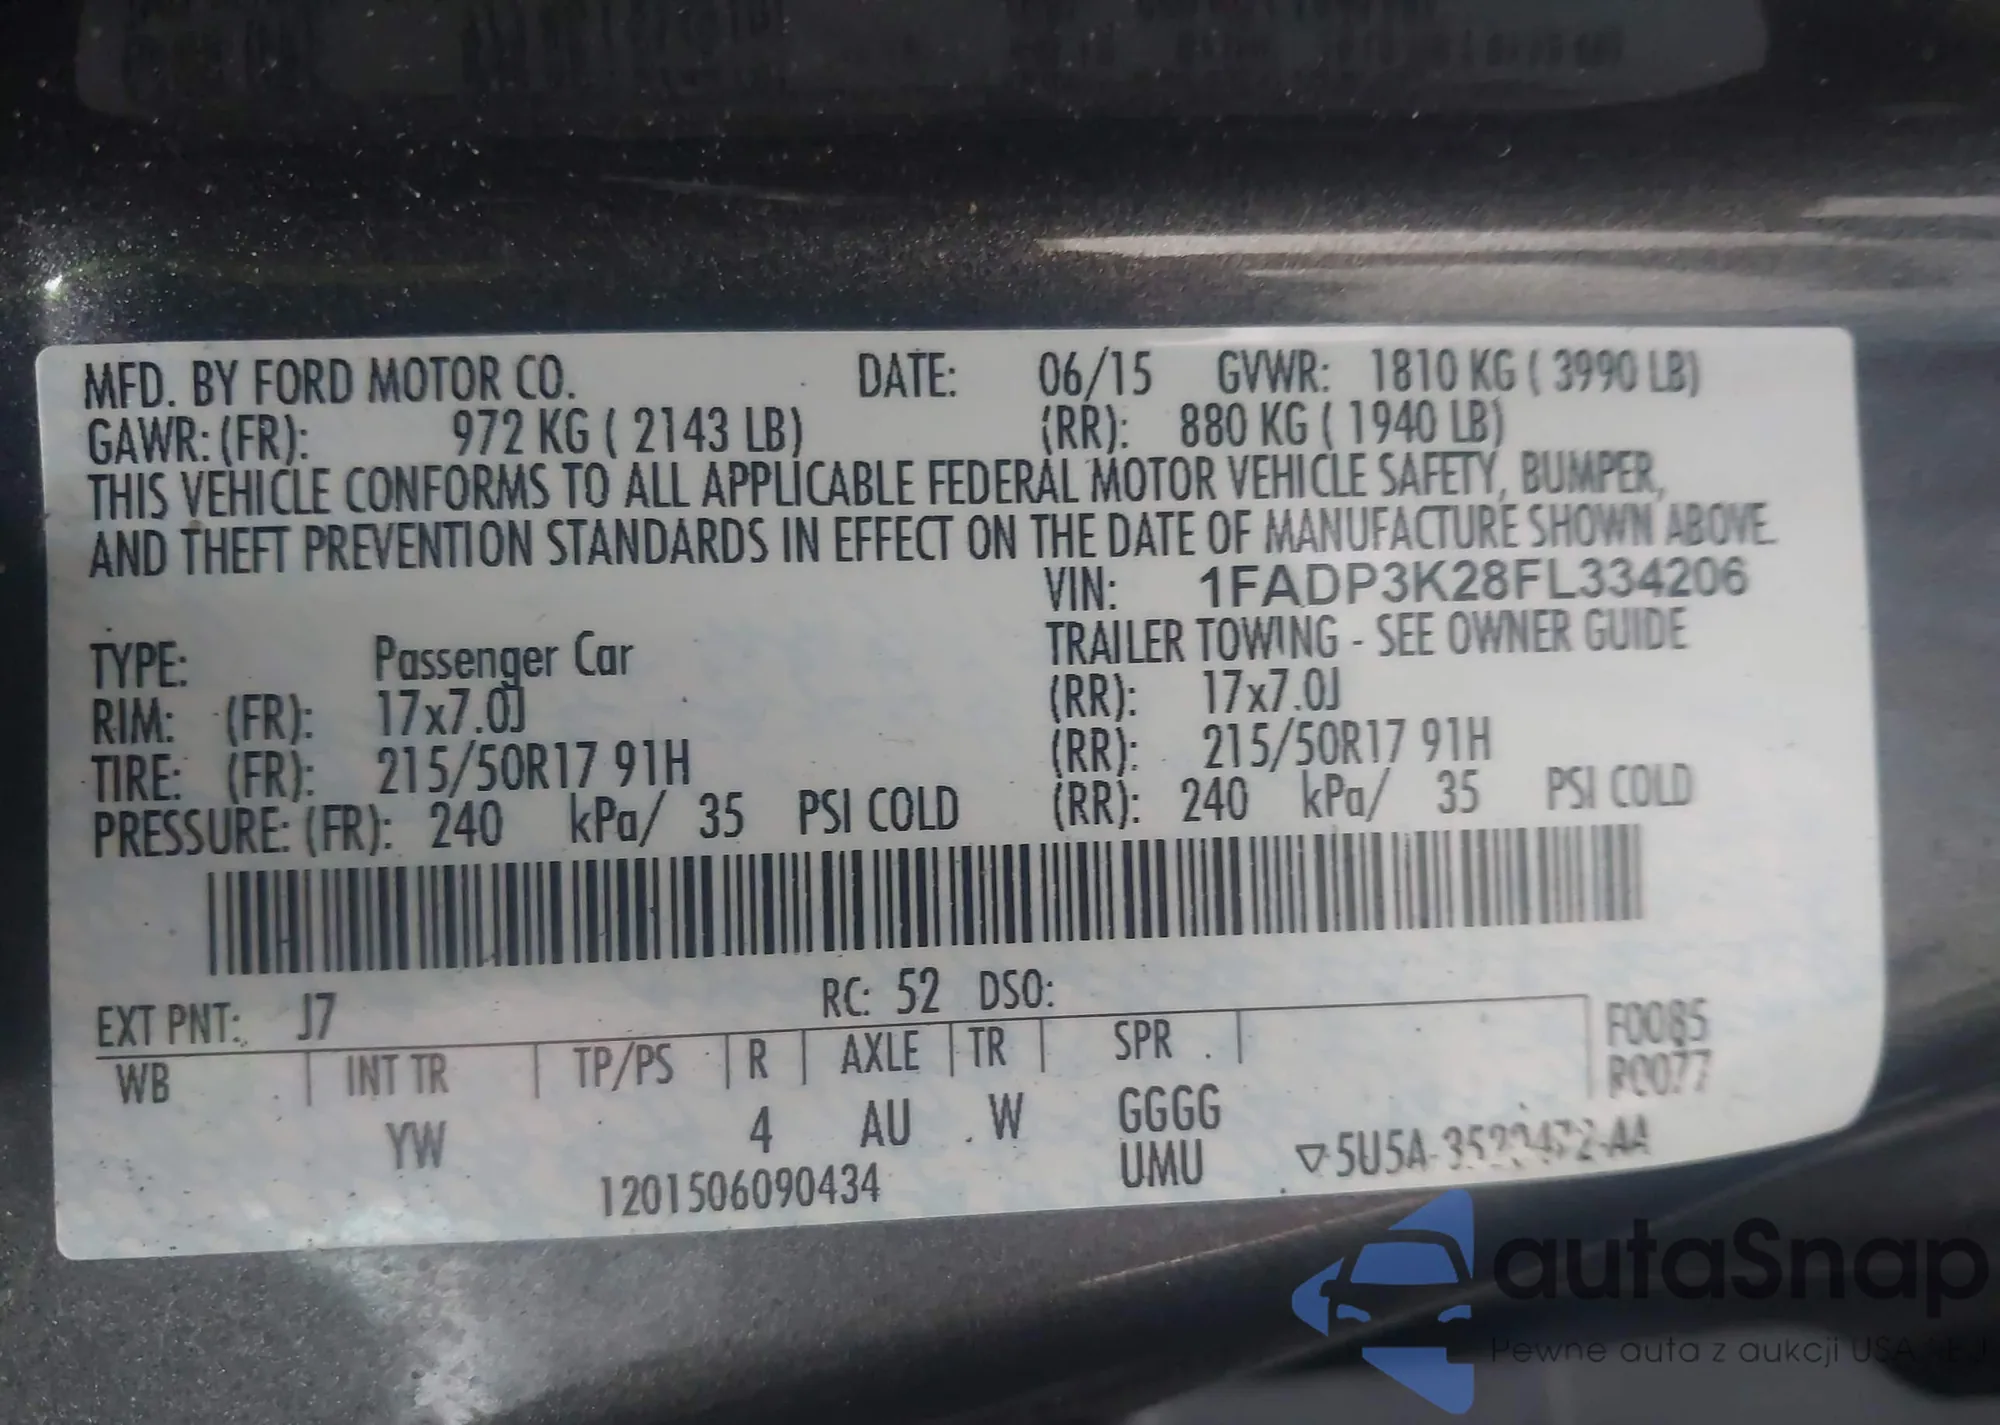 MFD. BY FORD MOTOR CO. DATE: 06/15 GVWR: 1810 KG ( 3990 LB)
GAWR: (FR): 972 KG ( 2143 LB) (RR): 880 KG ( 1940 LB)
THIS VEHICLE CONFORMS TO ALL APPLICABLE FEDERAL MOTOR VEHICLE SAFETY, BUMPER,
AND THEFT PREVENTION STANDARDS IN EFFECT ON THE DATE OF MANUFACTURE SHOWN ABOVE.
VIN: 1FADP3K28FL334206
TYPE: Passenger Car TRAILER TOWING - SEE OWNER GUIDE
RIM: (FR): 17x7.0J (RR): 17x7.0J
TIRE: (FR): 215/50R17 91H (RR): 215/50R17 91H
PRESSURE: (FR): 240 kPa/ 35 PSI COLD (RR): 240 kPa/ 35 PSI COLD
EXT PNT: J7 RC: 52 DSO:
WB INT TR TP/PS R AXLE TR SPR
F0085
R0077
YW 4 AU W GGGG
1201506090434 UMU
autaSnap
Pewne auta z aukcji USA